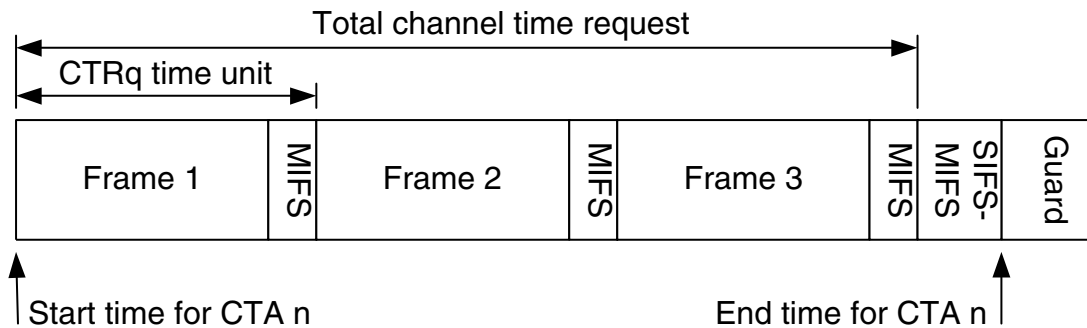 Total channel time request
CTRq time unit
Frame 1
MIFS
Frame 2
MIFS
Frame 3
MIFS
SIFS-
MIFS
Guard
Start time for CTA n
End time for CTA n